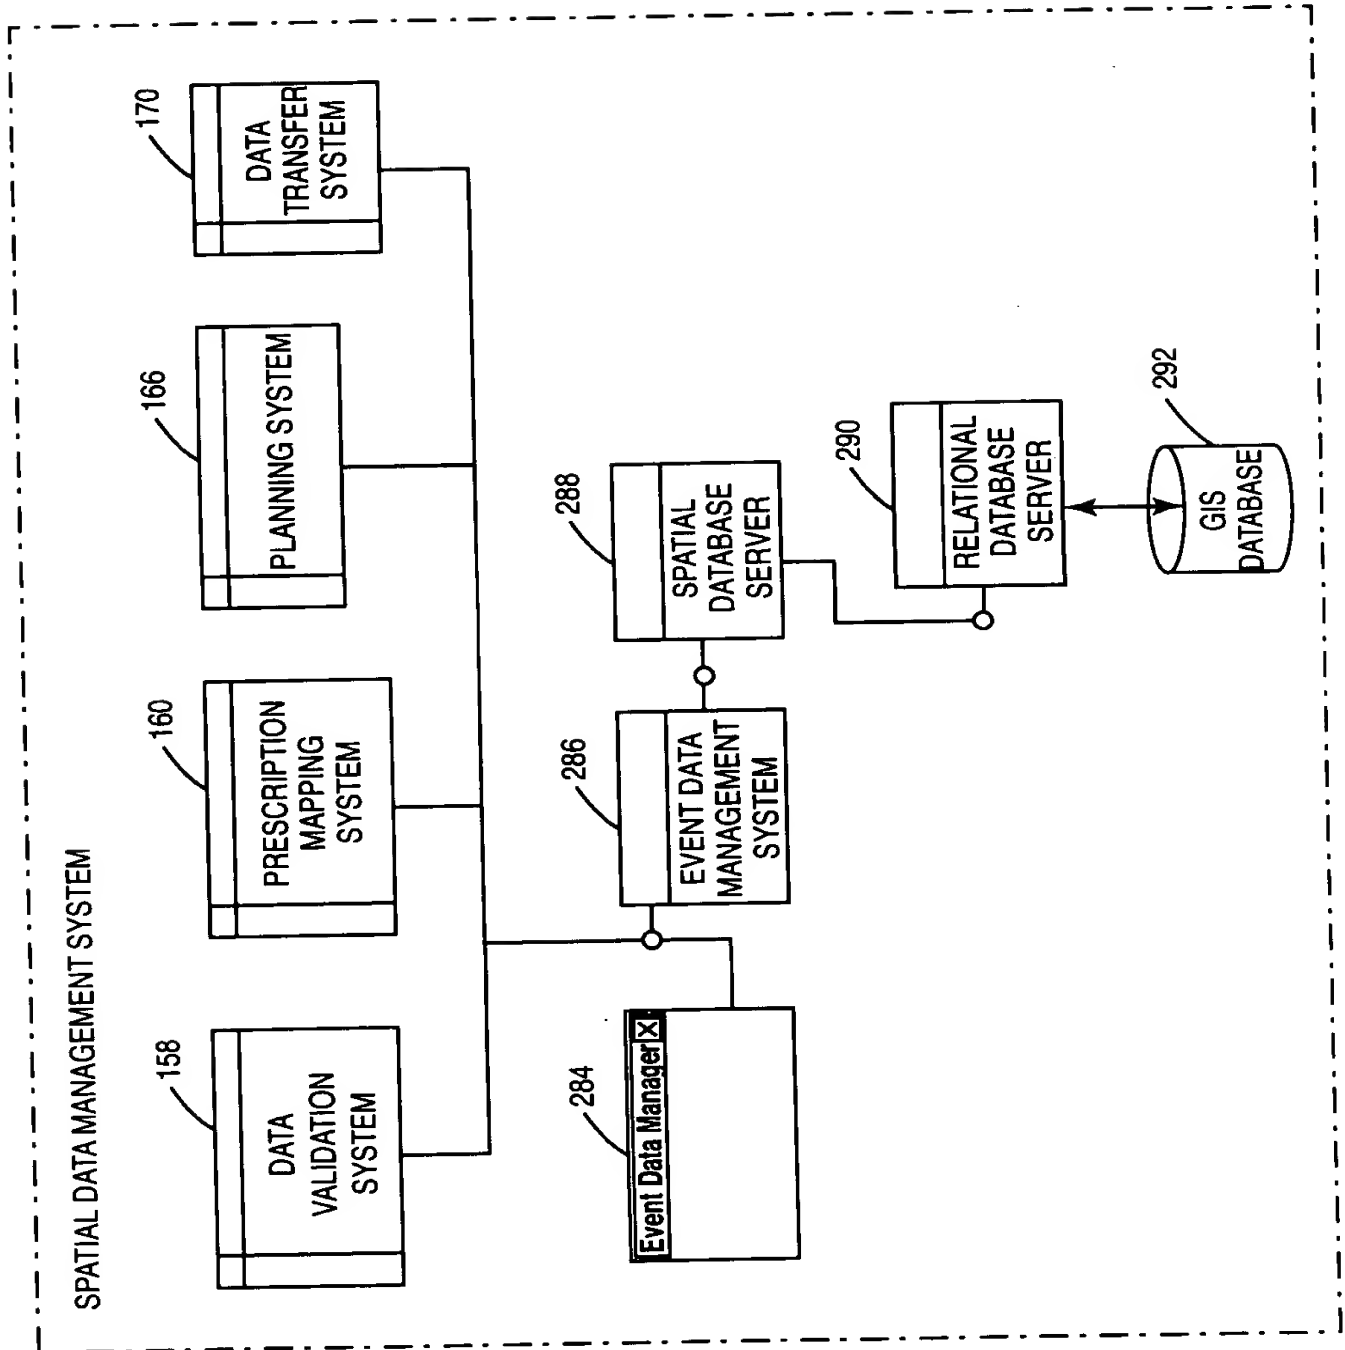 SPATIAL DATA MANAGEMENT SYSTEM
158
DATA
VALIDATION
SYSTEM
160
PRESCRIPTION
MAPPING
SYSTEM
166
PLANNING SYSTEM
170
DATA
TRANSFER
SYSTEM
284
Event Data Manager X
286
EVENT DATA
MANAGEMENT
SYSTEM
288
SPATIAL
DATABASE
SERVER
290
RELATIONAL
DATABASE
SERVER
292
GIS
DATABASE